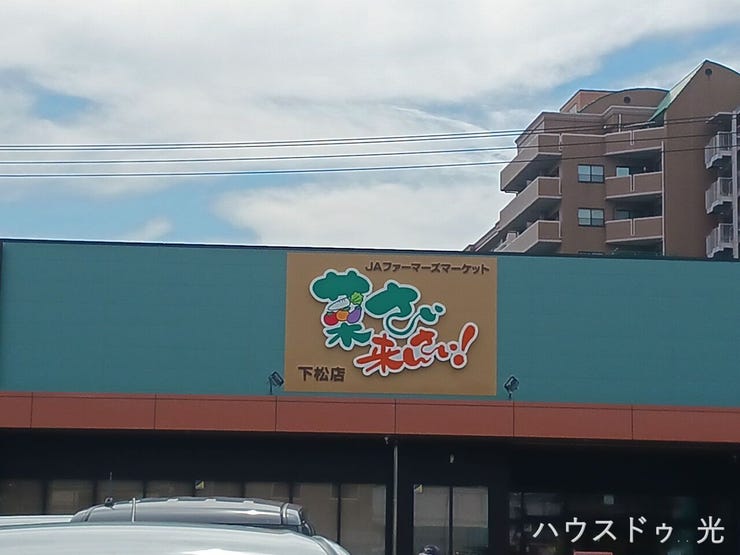 JAファーマーズマーケット
菜さい
来んさい!
下松店
ハウスドゥ 光